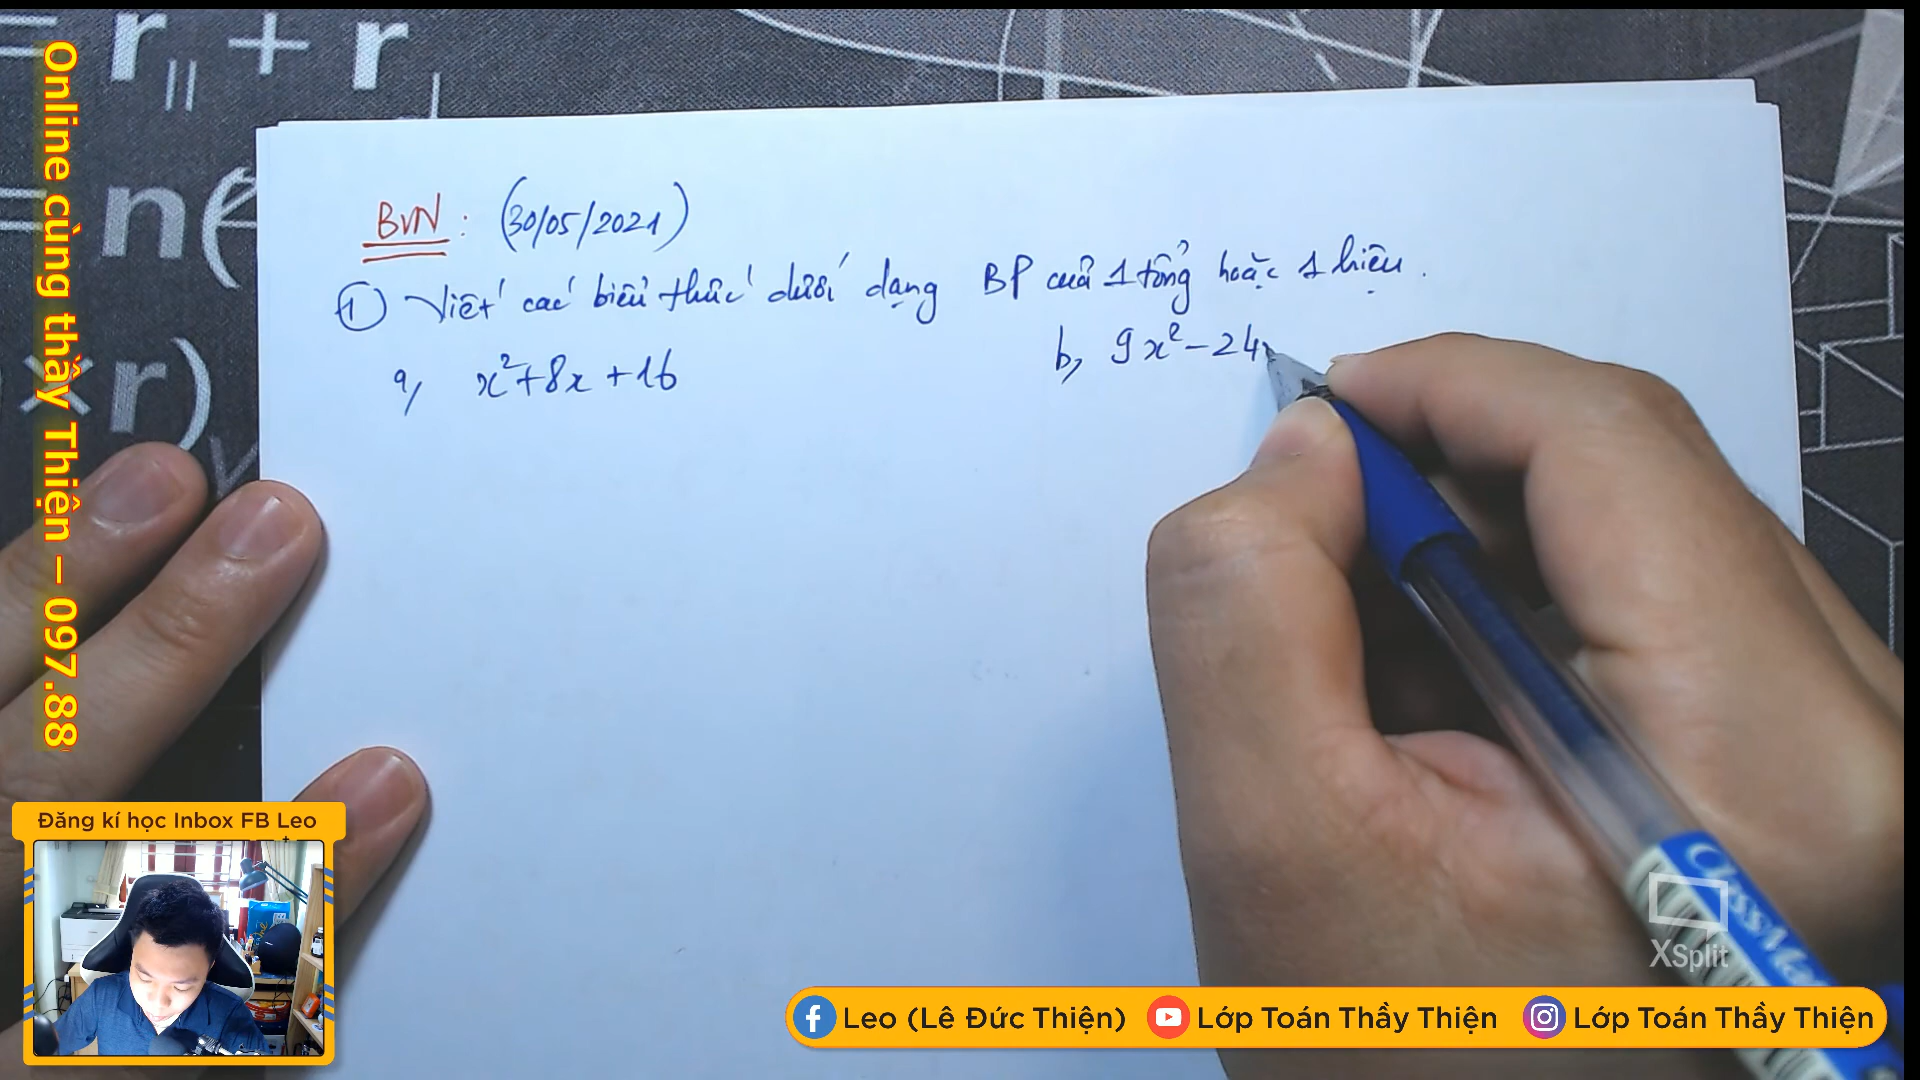 = r|| + r
= n(
× r)
Online cùng thầy Thiện – 097.88
BVN : (30/05/2021)
① Viết các biểu thức dưới dạng BP của 1 tổng hoặc 1 hiệu .
a, x²+8x+16
b, 9x²-24x
Đăng kí học Inbox FB Leo
ClassMa
XSplit
Leo (Lê Đức Thiện) Lớp Toán Thầy Thiện Lớp Toán Thầy Thiện